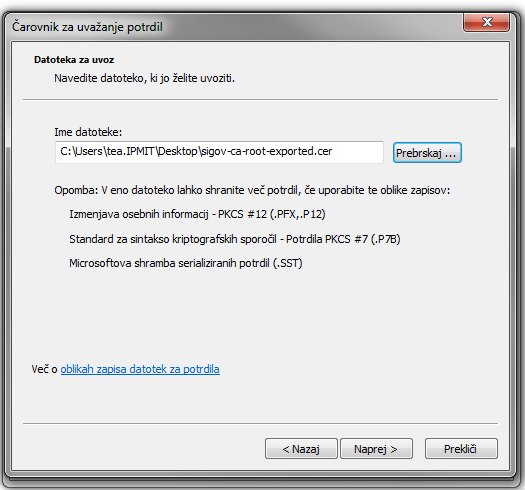 Čarovnik za uvažanje potrdil
Datoteka za uvoz
Navedite datoteko, ki jo želite uvoziti.
Ime datoteke:
C:\Users\tea.IPMIT\Desktop\sigov-ca-root-exported.cer
Prebrskaj ...
Opomba: V eno datoteko lahko shranite več potrdil, če uporabite te oblike zapisov:
Izmenjava osebnih informacij - PKCS #12 (.PFX,.P12)
Standard za sintakso kriptografskih sporočil - Potrdila PKCS #7 (.P7B)
Microsoftova shramba serializiranih potrdil (.SST)
Več o oblikah zapisa datotek za potrdila
< Nazaj
Naprej >
Prekliči